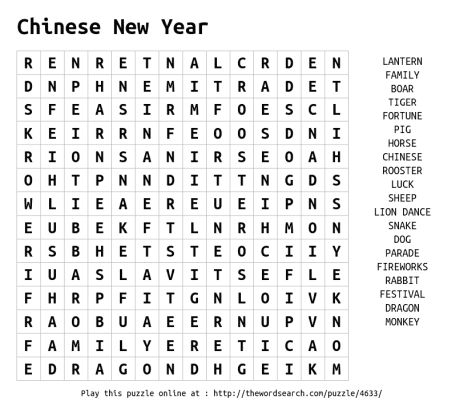 Chinese New Year
R E N R E T N A L C R D E N
D N P H N E M I T R A D E T
S F E A S I R M F O E S C L
K E I R R N F E O O S D N I
R I O N S A N I R S E O A H
O H T P N N D I T T N G D S
W L I E A E R E U E I P N S
E U B E K F T L N R H M O N
R S B H E T S T E O C I I Y
I U A S L A V I T S E F L E
F H R P F I T G N L O I V K
R A O B U A E E R N U P V N
F A M I L Y E R E T I C A O
E D R A G O N D H G E I K M
LANTERN
FAMILY
BOAR
TIGER
FORTUNE
PIG
HORSE
CHINESE
ROOSTER
LUCK
SHEEP
LION DANCE
SNAKE
DOG
PARADE
FIREWORKS
RABBIT
FESTIVAL
DRAGON
MONKEY
Play this puzzle online at : http://thewordsearch.com/puzzle/4633/